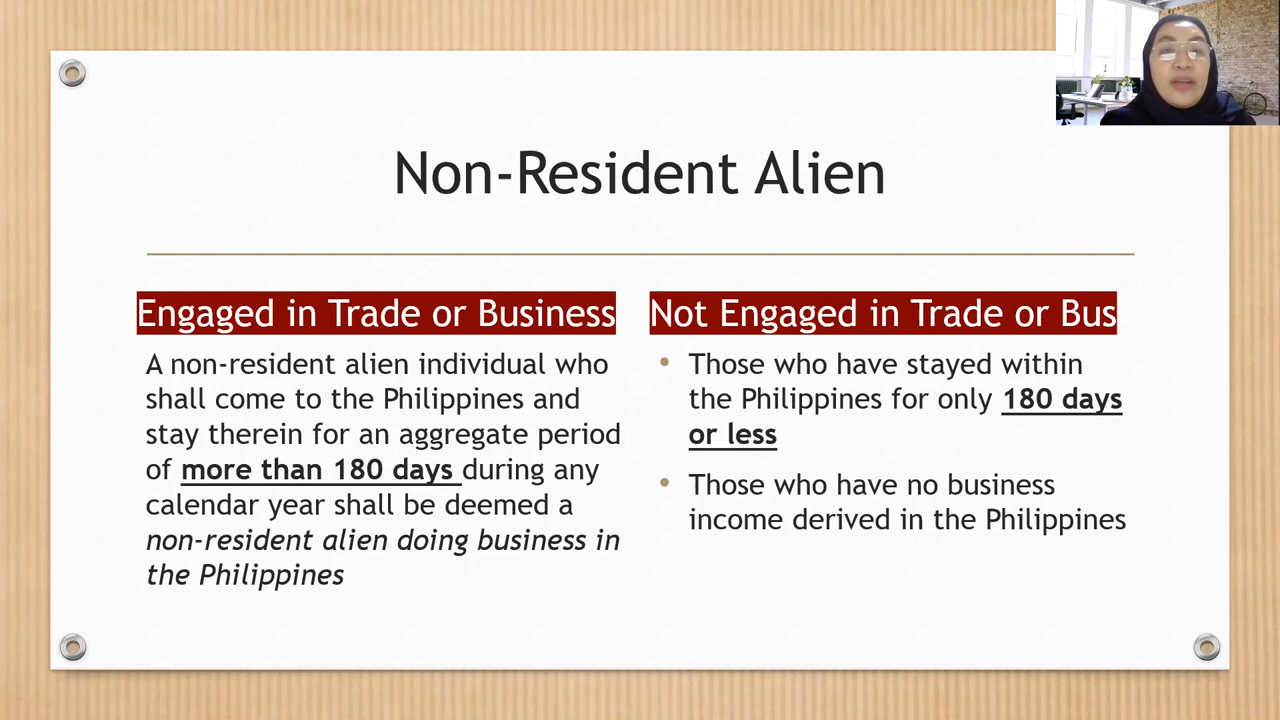 Non-Resident Alien
Engaged in Trade or Business
A non-resident alien individual who
shall come to the Philippines and
stay therein for an aggregate period
of more than 180 days during any
calendar year shall be deemed a
non-resident alien doing business in
the Philippines
Not Engaged in Trade or Bus
• Those who have stayed within
the Philippines for only 180 days
or less
• Those who have no business
income derived in the Philippines